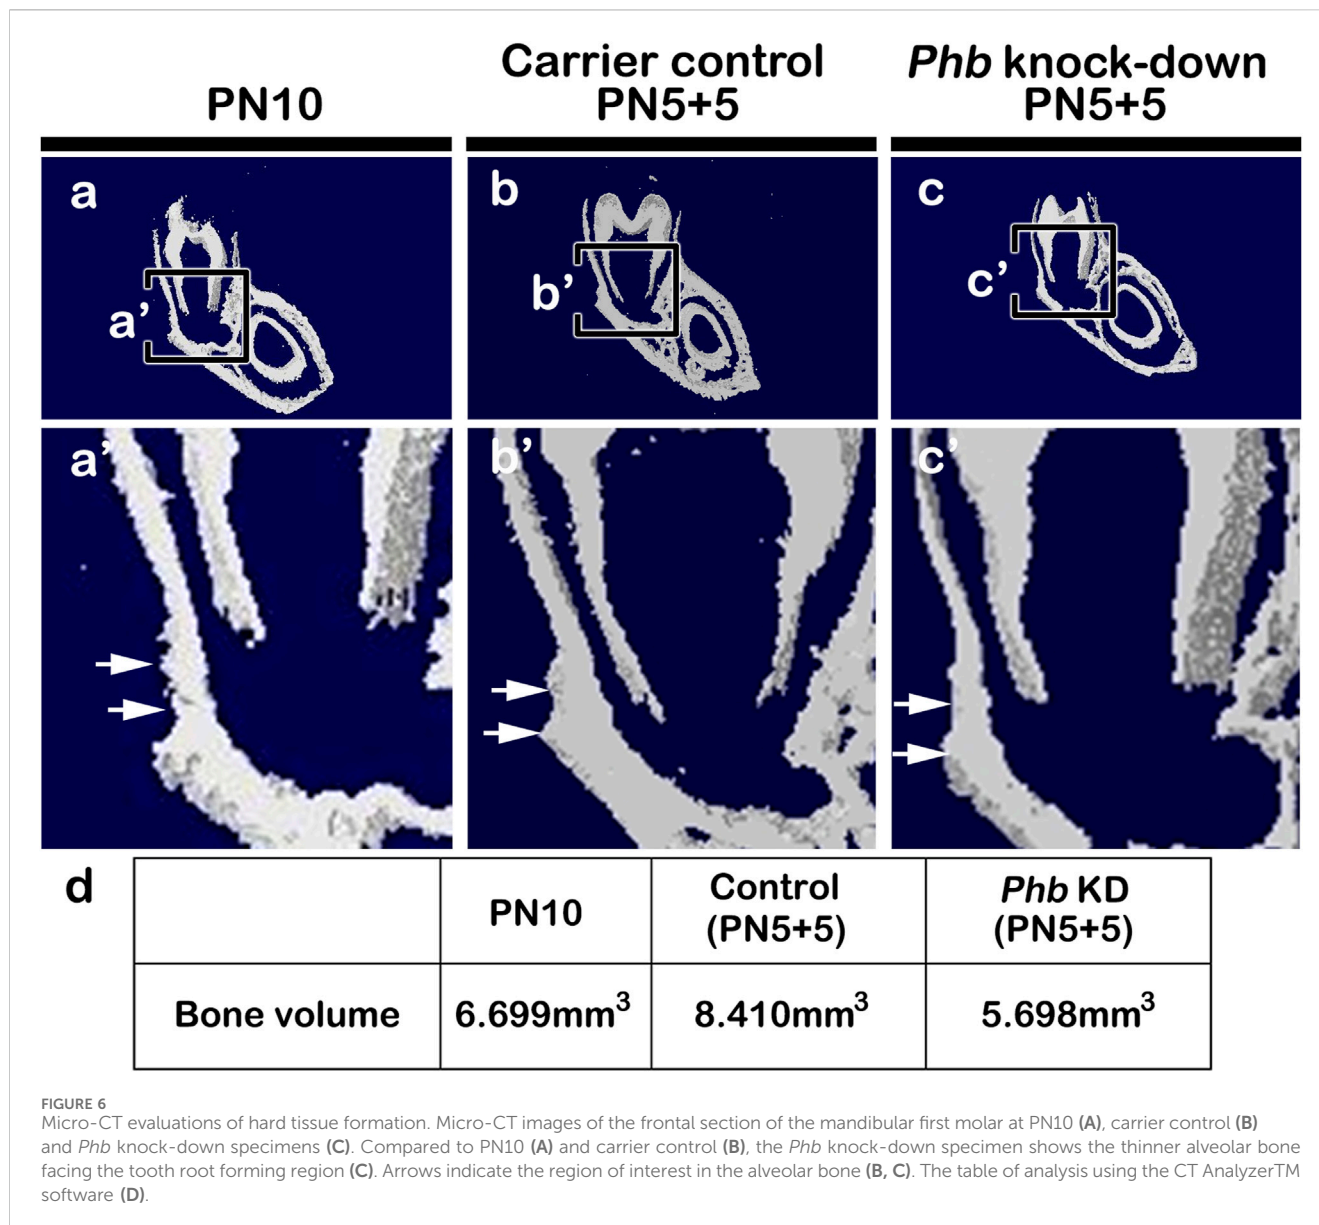 PN10
Carrier control
PN5+5
Phb knock-down
PN5+5
a
b
c
a’
b’
c’
a’
b’
c’
d
PN10
Control
(PN5+5)
Phb KD
(PN5+5)
Bone volume
6.699mm³
8.410mm³
5.698mm³
FIGURE 6
Micro-CT evaluations of hard tissue formation. Micro-CT images of the frontal section of the mandibular first molar at PN10 (A), carrier control (B)
and Phb knock-down specimens (C). Compared to PN10 (A) and carrier control (B), the Phb knock-down specimen shows the thinner alveolar bone
facing the tooth root forming region (C). Arrows indicate the region of interest in the alveolar bone (B, C). The table of analysis using the CT AnalyzerTM
software (D).